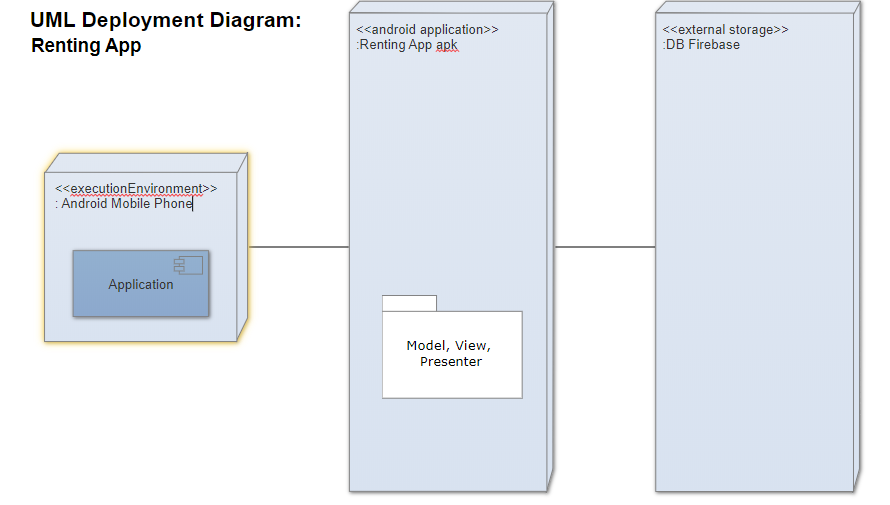 UML Deployment Diagram:
Renting App
<<executionEnvironment>>
: Android Mobile Phone
Application
<<android application>>
:Renting App apk
Model, View,
Presenter
<<external storage>>
:DB Firebase